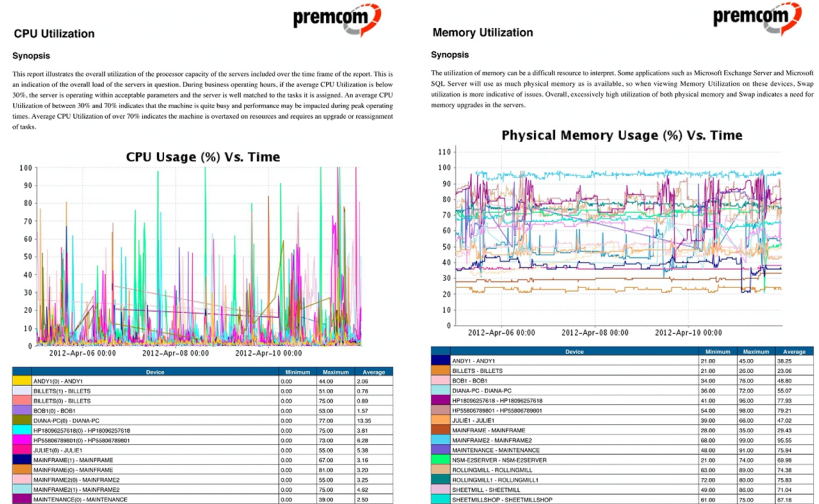 premcom
CPU Utilization
Synopsis
This report illustrates the overall utilization of the processor capacity of the servers included over the time frame of the report. This is
an indication of the overall load of the servers in question. During business operating hours, if the average CPU Utilization is below
30%, the server is operating within acceptable parameters and the server is well matched to the tasks it is assigned. An average CPU
Utilization of between 30% and 70% indicates that the machine is quite busy and performance may be impacted during peak operating
times. Average CPU Utilization of over 70% indicates the machine is overtaxed on resources and requires an upgrade or reassignment
of tasks.
CPU Usage (%) Vs. Time
100
90
80
70
60
50
40
30
20
10
0
2012-Apr-06 00:00 2012-Apr-08 00:00 2012-Apr-10 00:00
Device Minimum Maximum Average
ANDY1(0) - ANDY1 0.00 44.00 2.06
BILLETS(1) - BILLETS 0.00 51.00 0.76
BILLETS(0) - BILLETS 0.00 75.00 0.89
BOB1(0) - BOB1 0.00 53.00 1.57
DIANA-PC(6) - DIANA-PC 0.00 77.00 13.35
HP18096257618(0) - HP18096257618 0.00 75.00 3.81
HP55806789801(0) - HP55806789801 0.00 73.00 6.28
JULIE1(0) - JULIE1 0.00 55.00 5.38
MAINFRAME(1) - MAINFRAME 0.00 67.00 3.16
MAINFRAME(0) - MAINFRAME 0.00 81.00 3.20
MAINFRAME2(0) - MAINFRAME2 0.00 55.00 3.25
MAINFRAME2(1) - MAINFRAME2 0.00 75.00 4.62
MAINTENANCE(0) - MAINTENANCE 0.00 39.00 2.50
premcom
Memory Utilization
Synopsis
The utilization of memory can be a difficult resource to interpret. Some applications such as Microsoft Exchange Server and Microsoft
SQL Server will use as much physical memory as is available, so when viewing Memory Utilization on these devices, Swap
utilization is more indicative of issues. Overall, excessively high utilization of both physical memory and Swap indicates a need for
memory upgrades in the servers.
Physical Memory Usage (%) Vs. Time
110
100
90
80
70
60
50
40
30
20
10
0
2012-Apr-06 00:00 2012-Apr-08 00:00 2012-Apr-10 00:00
Device Minimum Maximum Average
ANDY1 - ANDY1 21.00 45.00 38.25
BILLETS - BILLETS 21.00 26.00 23.06
BOB1 - BOB1 34.00 76.00 48.80
DIANA-PC - DIANA-PC 36.00 72.00 55.07
HP18096257618 - HP18096257618 41.00 96.00 77.93
HP55806789801 - HP55806789801 54.00 98.00 79.21
JULIE1 - JULIE1 39.00 66.00 47.02
MAINFRAME - MAINFRAME 28.00 35.00 29.43
MAINFRAME2 - MAINFRAME2 68.00 99.00 95.55
MAINTENANCE - MAINTENANCE 48.00 91.00 75.94
NSM-E2SERVER - NSM-E2SERVER 21.00 74.00 69.98
ROLLINGMILL - ROLLINGMILL 63.00 89.00 74.38
ROLLINGMILL1 - ROLLINGMILL1 72.00 80.00 75.83
SHEETMILL - SHEETMILL 49.00 86.00 71.04
SHEETMILLSHOP - SHEETMILLSHOP 61.00 75.00 67.18